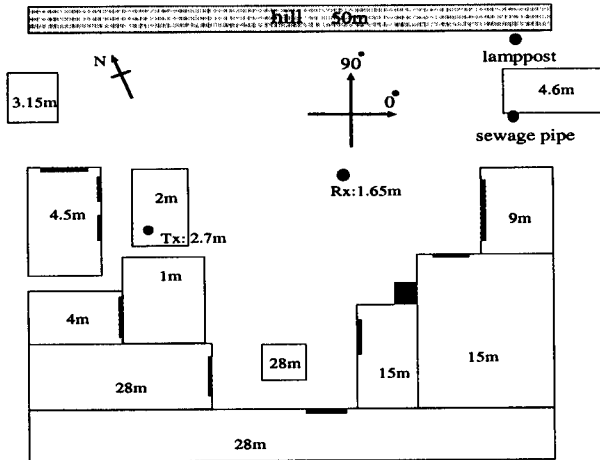 hill 50m
lamppost
N
90°
3.15m
0°
4.6m
sewage pipe
2m
Rx:1.65m
4.5m
9m
Tx: 2.7m
1m
4m
28m
15m
15m
28m
28m